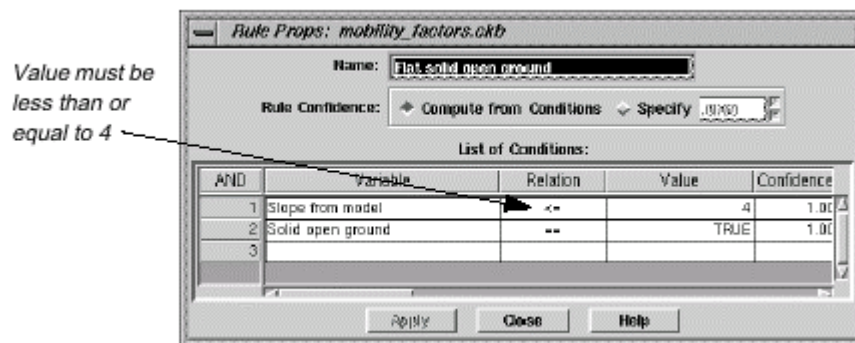 Rule Props: mobility_factors.ckb
Value must be
less than or
equal to 4
Name: Flat solid open ground
Rule Confidence: Compute from Conditions Specify
List of Conditions:
AND Variable Relation Value Confidence
1 Slope from model <= 4 1.00
2 Solid open ground == TRUE 1.00
3
Apply Close Help